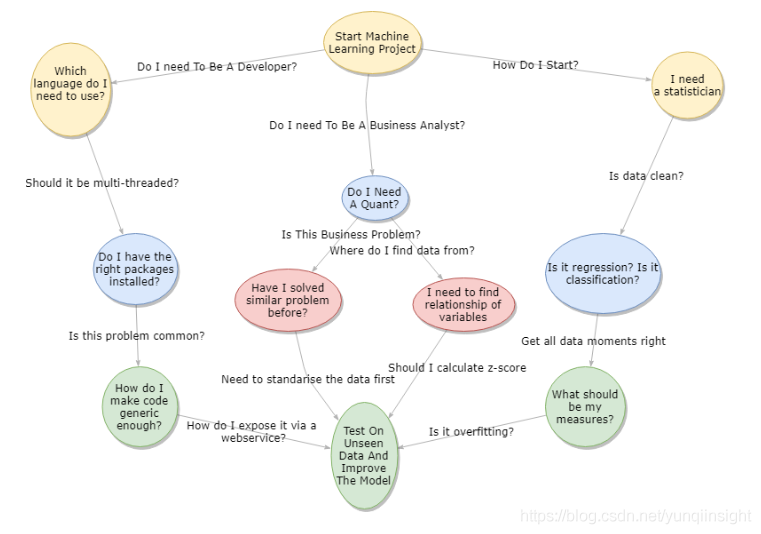 Start Machine
Learning Project
Do I need To Be A Developer?
How Do I Start?
Which
language do I
need to use?
I need
a statistician
Do I need To Be A Business Analyst?
Should it be multi-threaded?
Is data clean?
Do I Need
A Quant?
Is This Business Problem?
Where do I find data from?
Do I have the
right packages
installed?
Is it regression? Is it
classification?
Have I solved
similar problem
before?
I need to find
relationship of
variables
Is this problem common?
Get all data moments right
Need to standarise the data first
Should I calculate z-score
How do I
make code
generic
enough?
What should
be my
measures?
How do I expose it via a
webservice?
Is it overfitting?
Test On
Unseen
Data And
Improve
The Model
https://blog.csdn.net/yunqiinsight